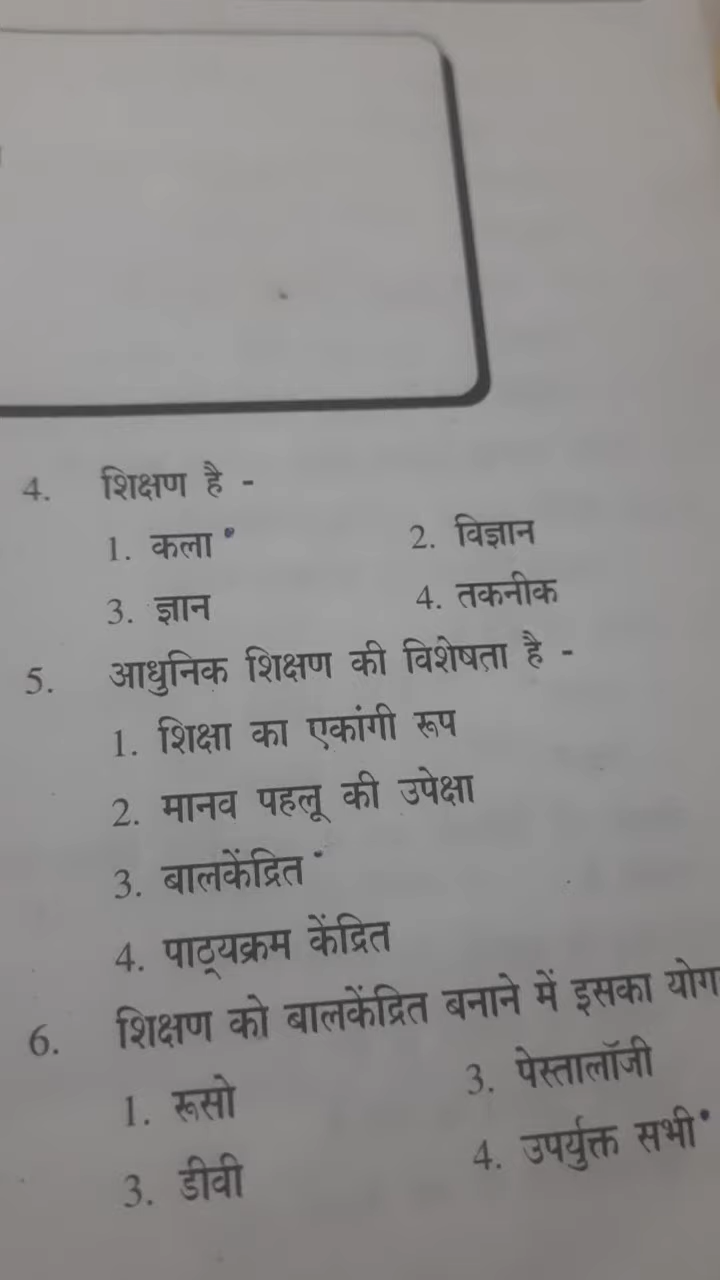 4. शिक्षण है -
1. कला 2. विज्ञान
3. ज्ञान 4. तकनीक
5. आधुनिक शिक्षण की विशेषता है -
1. शिक्षा का एकांगी रूप
2. मानव पहलू की उपेक्षा
3. बालकेंद्रित
4. पाठ्यक्रम केंद्रित
6. शिक्षण को बालकेंद्रित बनाने में इसका योग
1. रूसो 3. पेस्तालॉजी
3. डीवी 4. उपर्युक्त सभी